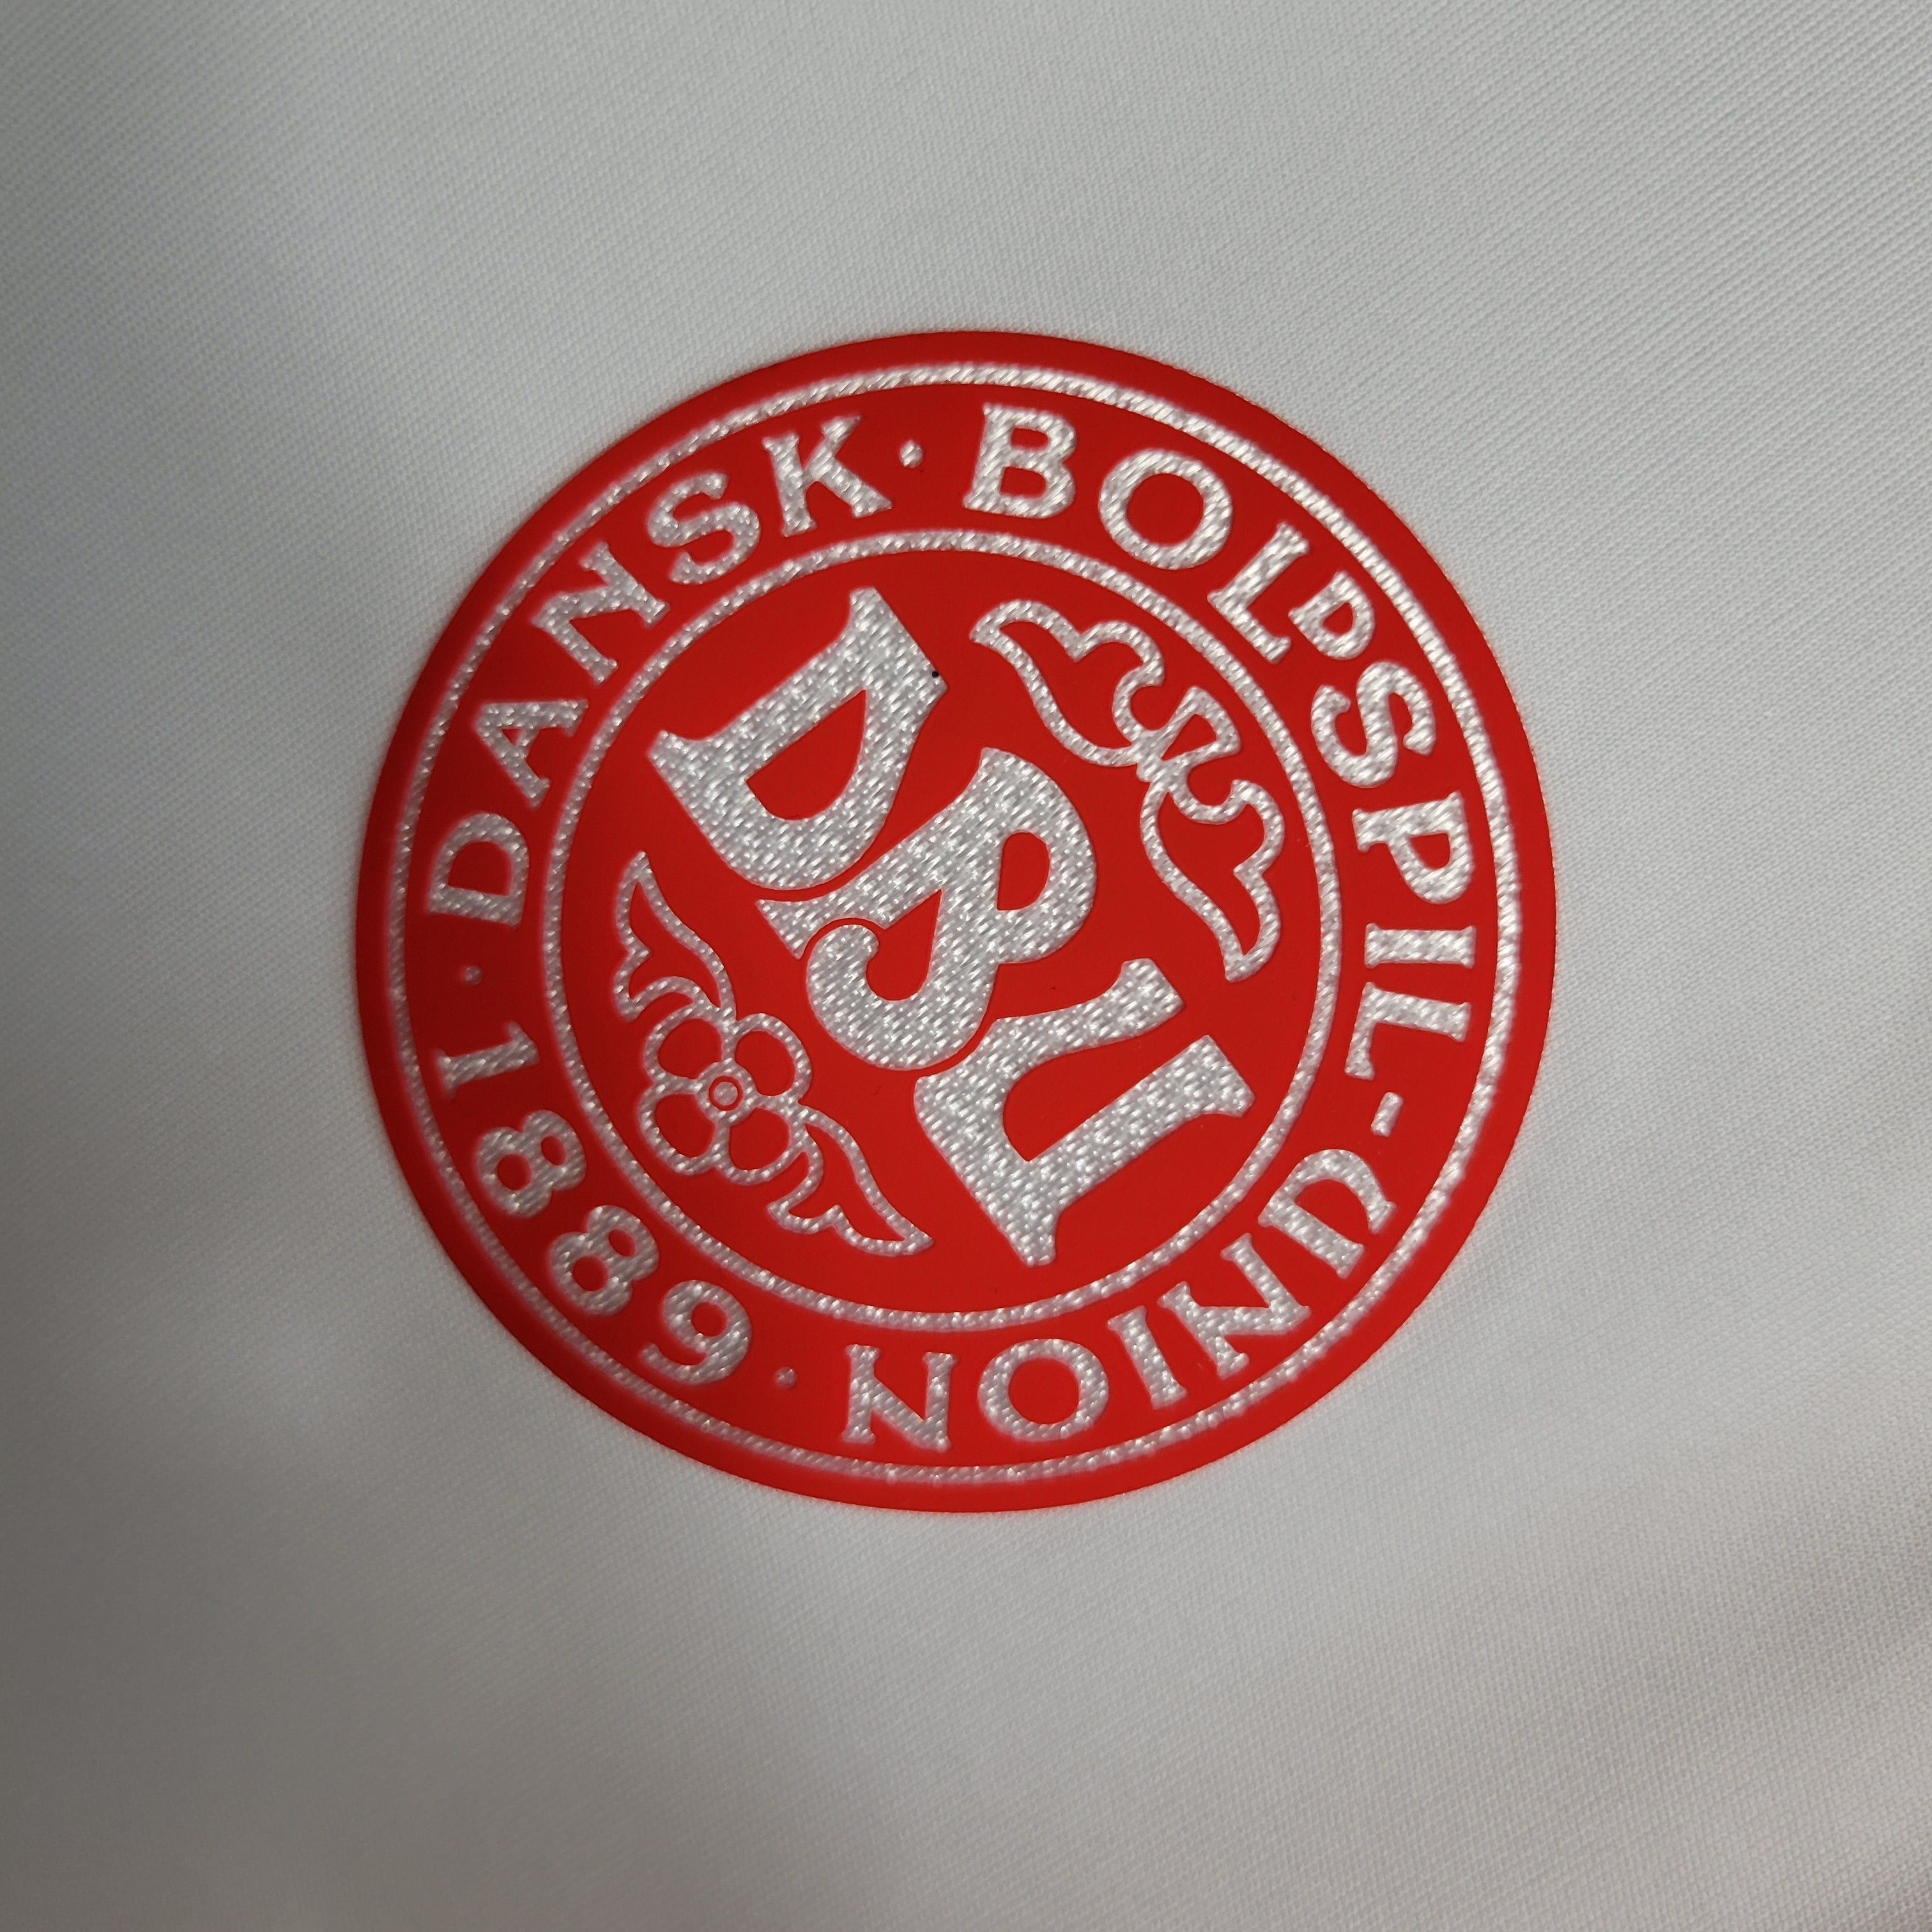 DANSK · BOLDSPIL-UNION · 1889 ·
DBU